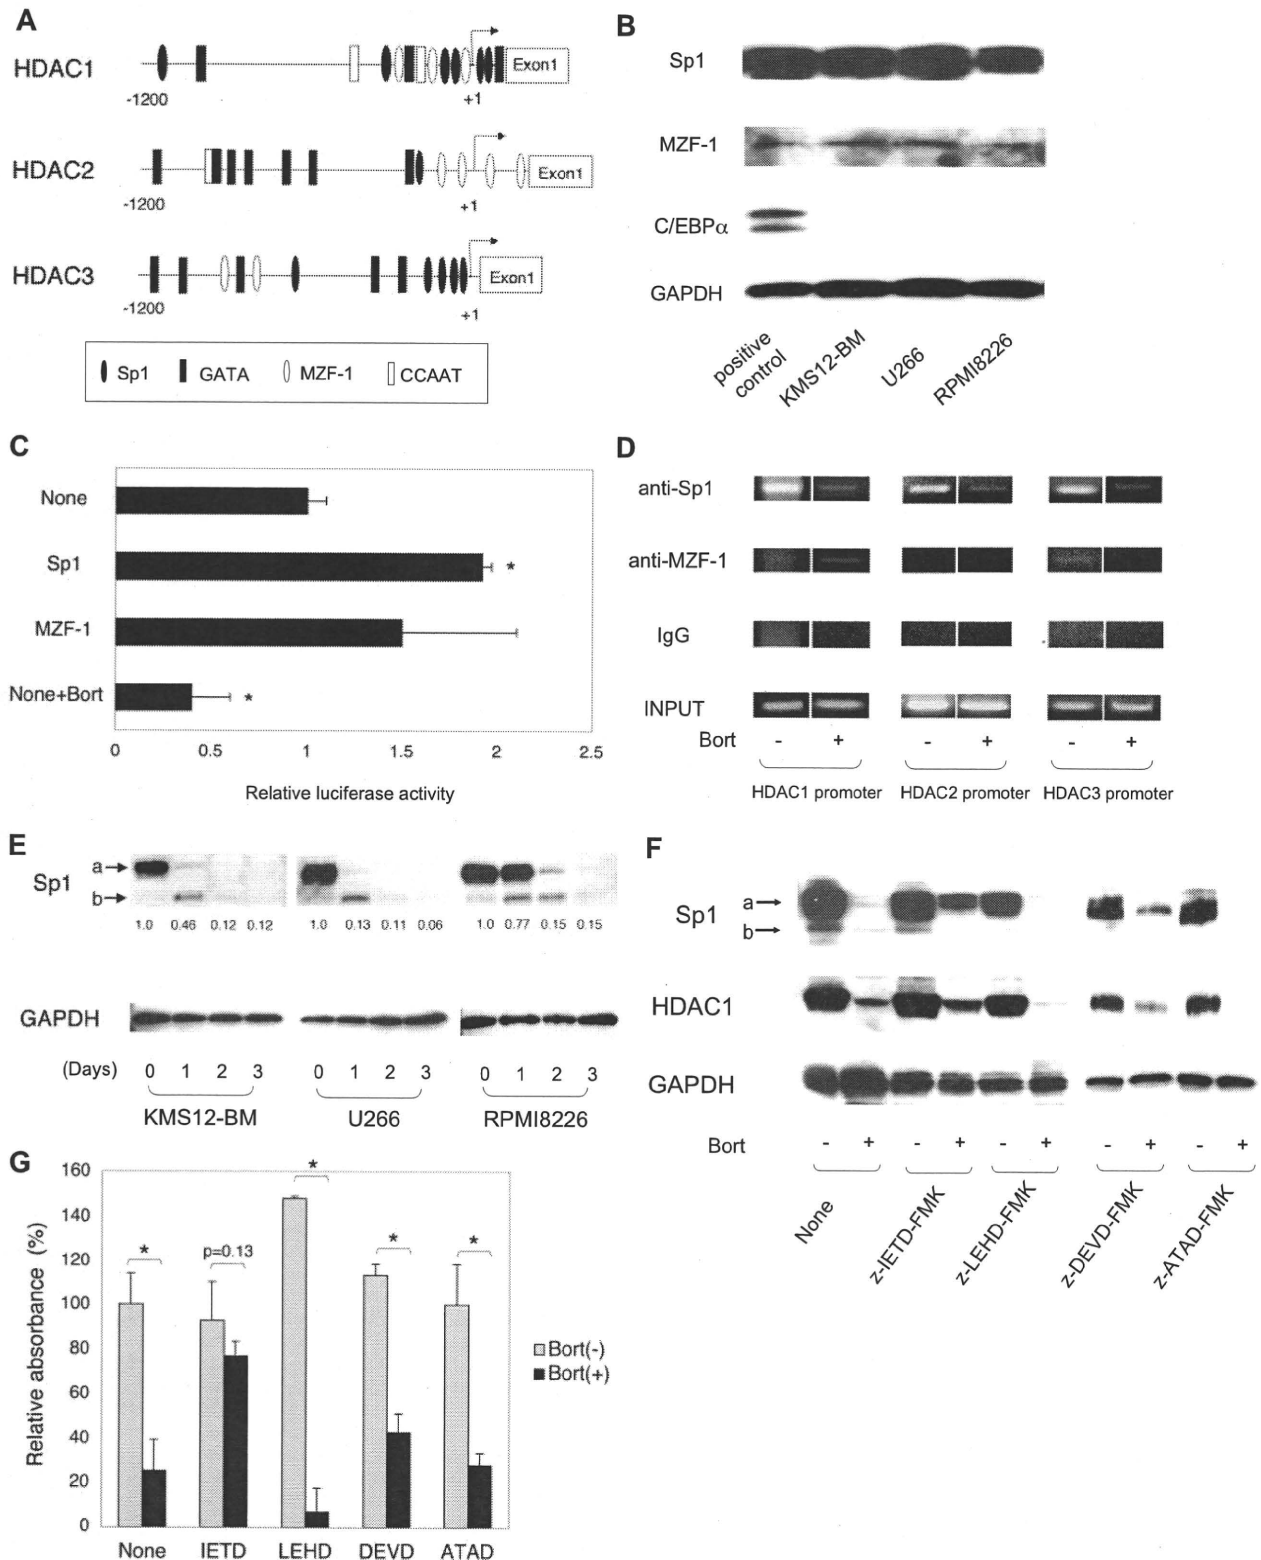 A
HDAC1
Exon1
-1200
+1
HDAC2
Exon1
-1200
+1
HDAC3
Exon1
-1200
+1
Sp1 GATA MZF-1 CCAAT
B
Sp1
MZF-1
C/EBPα
GAPDH
positive control
KMS12-BM
U266
RPMI8226
C
None
Sp1
*
MZF-1
None+Bort
*
0 0.5 1 1.5 2 2.5
Relative luciferase activity
D
anti-Sp1
anti-MZF-1
IgG
INPUT
Bort - + - + - +
HDAC1 promoter HDAC2 promoter HDAC3 promoter
E
Sp1
a
b
1.0 0.46 0.12 0.12 1.0 0.13 0.11 0.06 1.0 0.77 0.15 0.15
GAPDH
(Days) 0 1 2 3 0 1 2 3 0 1 2 3
KMS12-BM U266 RPMI8226
F
Sp1
a
b
HDAC1
GAPDH
Bort - + - + - + - + - +
None
z-IETD-FMK
z-LEHD-FMK
z-DEVD-FMK
z-ATAD-FMK
G
Relative absorbance (%)
160
140
120
100
80
60
40
20
0
* p=0.13 * * *
Bort(-)
Bort(+)
None IETD LEHD DEVD ATAD